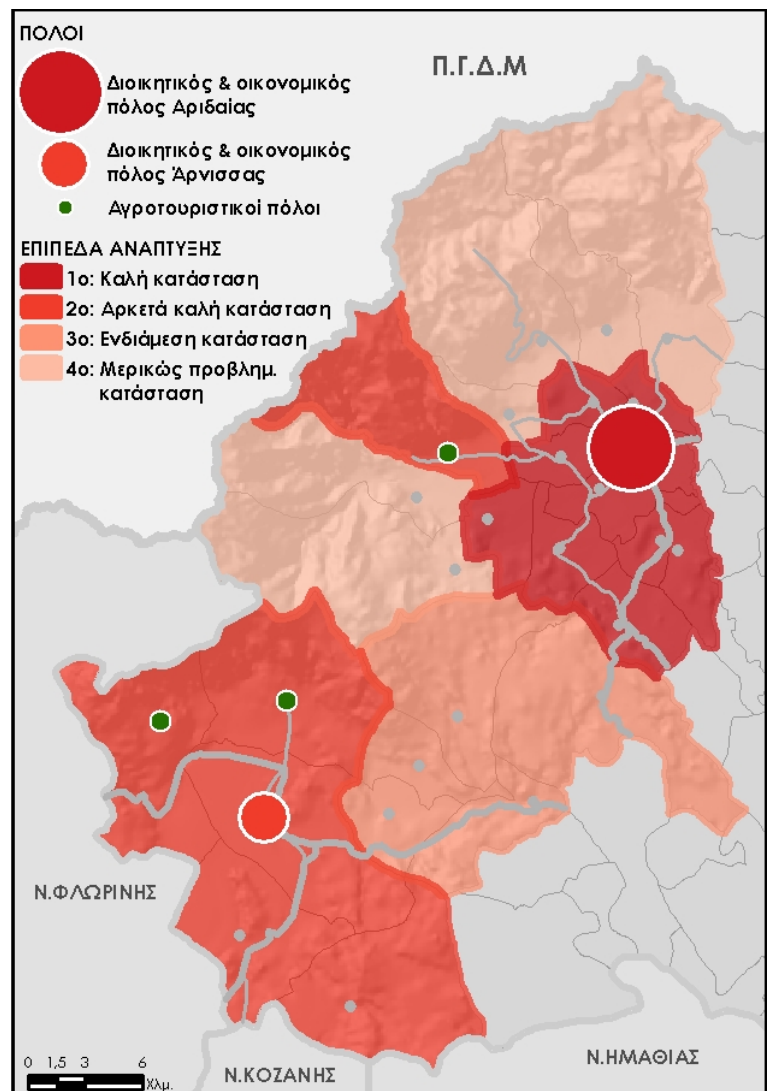 ΠΟΛΟΙ
Διοικητικός & οικονομικός
πόλος Αριδαίας
Διοικητικός & οικονομικός
πόλος Άρνισσας
Αγροτουριστικοί πόλοι
ΕΠΙΠΕΔΑ ΑΝΑΠΤΥΞΗΣ
1ο: Καλή κατάσταση
2ο: Αρκετά καλή κατάσταση
3ο: Ενδιάμεση κατάσταση
4ο: Μερικώς προβλημ.
κατάσταση
Π.Γ.Δ.Μ
Ν.ΦΛΩΡΙΝΗΣ
Ν.ΚΟΖΑΝΗΣ
Ν.ΗΜΑΘΙΑΣ
0 1,5 3 6
Χλμ.